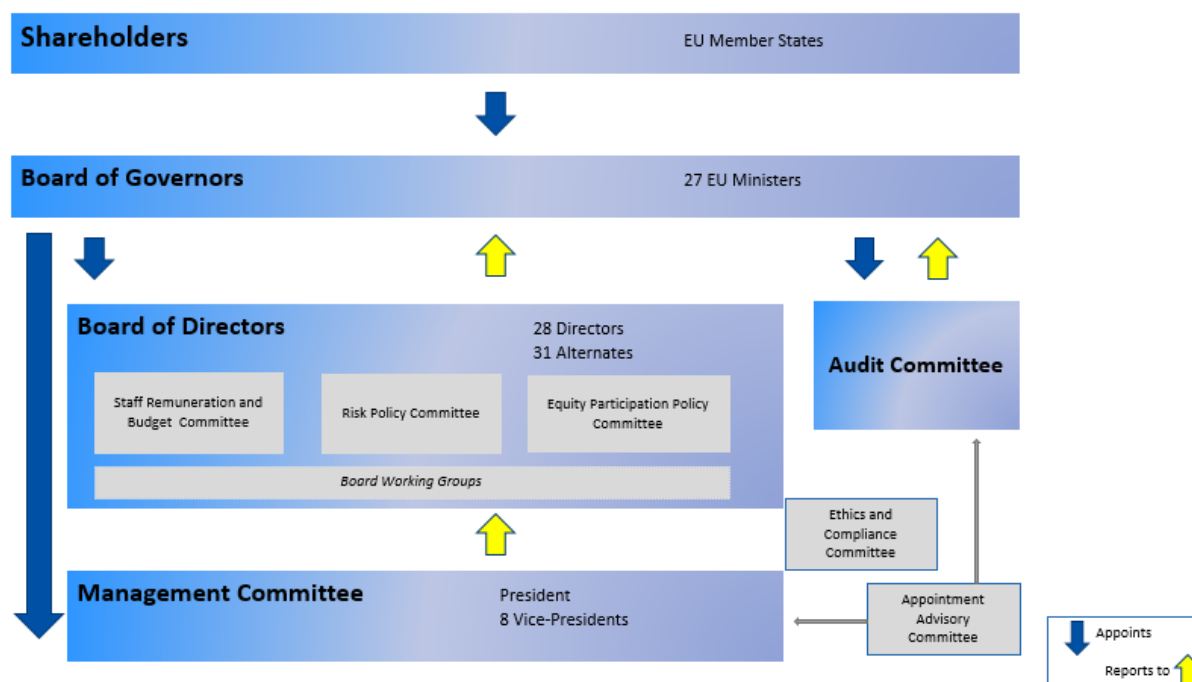 Shareholders
EU Member States
Board of Governors
27 EU Ministers
Board of Directors
28 Directors
31 Alternates
Staff Remuneration and
Budget Committee
Risk Policy Committee
Equity Participation Policy
Committee
Board Working Groups
Audit Committee
Ethics and
Compliance
Committee
Management Committee
President
8 Vice-Presidents
Appointment
Advisory
Committee
Appoints
Reports to